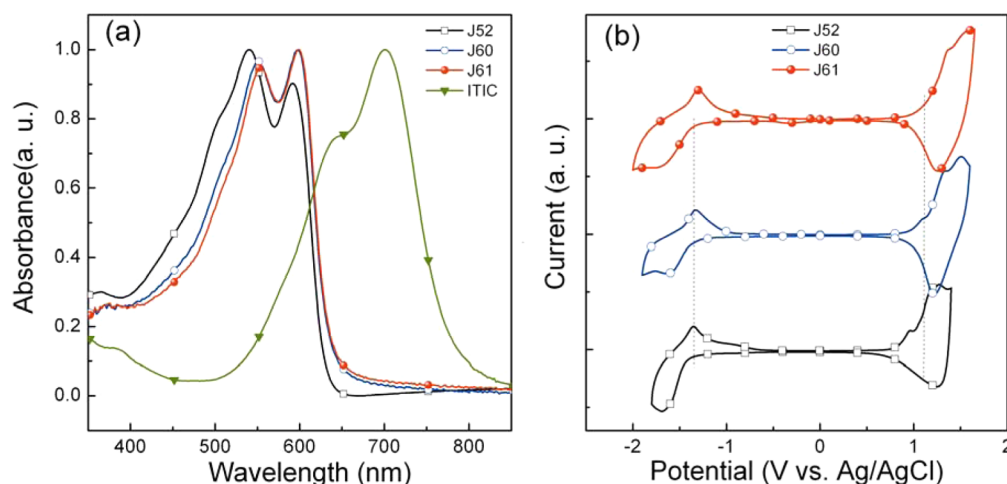 (a)
J52
J60
J61
ITIC
1.0
0.8
0.6
0.4
0.2
0.0
Absorbance(a. u.)
400 500 600 700 800
Wavelength (nm)
(b)
J52
J60
J61
Current (a. u.)
-2 -1 0 1 2
Potential (V vs. Ag/AgCl)